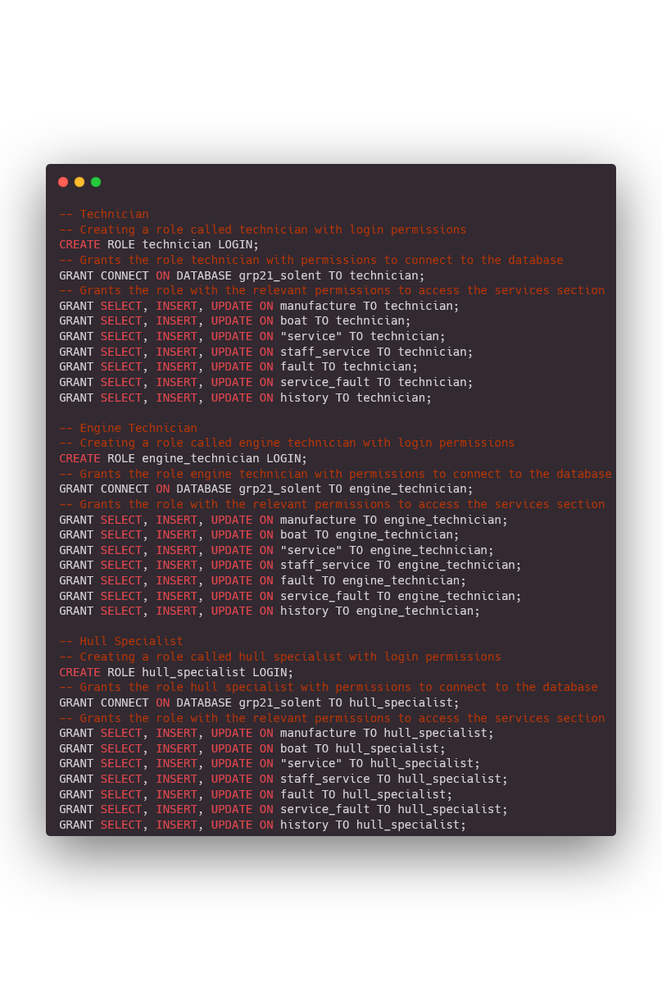 -- Technician
-- Creating a role called technician with login permissions
CREATE ROLE technician LOGIN;
-- Grants the role technician with permissions to connect to the database
GRANT CONNECT ON DATABASE grp21_solent TO technician;
-- Grants the role with the relevant permissions to access the services section
GRANT SELECT, INSERT, UPDATE ON manufacture TO technician;
GRANT SELECT, INSERT, UPDATE ON boat TO technician;
GRANT SELECT, INSERT, UPDATE ON "service" TO technician;
GRANT SELECT, INSERT, UPDATE ON staff_service TO technician;
GRANT SELECT, INSERT, UPDATE ON fault TO technician;
GRANT SELECT, INSERT, UPDATE ON service_fault TO technician;
GRANT SELECT, INSERT, UPDATE ON history TO technician;

-- Engine Technician
-- Creating a role called engine technician with login permissions
CREATE ROLE engine_technician LOGIN;
-- Grants the role engine technician with permissions to connect to the database
GRANT CONNECT ON DATABASE grp21_solent TO engine_technician;
-- Grants the role with the relevant permissions to access the services section
GRANT SELECT, INSERT, UPDATE ON manufacture TO engine_technician;
GRANT SELECT, INSERT, UPDATE ON boat TO engine_technician;
GRANT SELECT, INSERT, UPDATE ON "service" TO engine_technician;
GRANT SELECT, INSERT, UPDATE ON staff_service TO engine_technician;
GRANT SELECT, INSERT, UPDATE ON fault TO engine_technician;
GRANT SELECT, INSERT, UPDATE ON service_fault TO engine_technician;
GRANT SELECT, INSERT, UPDATE ON history TO engine_technician;

-- Hull Specialist
-- Creating a role called hull specialist with login permissions
CREATE ROLE hull_specialist LOGIN;
-- Grants the role hull specialist with permissions to connect to the database
GRANT CONNECT ON DATABASE grp21_solent TO hull_specialist;
-- Grants the role with the relevant permissions to access the services section
GRANT SELECT, INSERT, UPDATE ON manufacture TO hull_specialist;
GRANT SELECT, INSERT, UPDATE ON boat TO hull_specialist;
GRANT SELECT, INSERT, UPDATE ON "service" TO hull_specialist;
GRANT SELECT, INSERT, UPDATE ON staff_service TO hull_specialist;
GRANT SELECT, INSERT, UPDATE ON fault TO hull_specialist;
GRANT SELECT, INSERT, UPDATE ON service_fault TO hull_specialist;
GRANT SELECT, INSERT, UPDATE ON history TO hull_specialist;